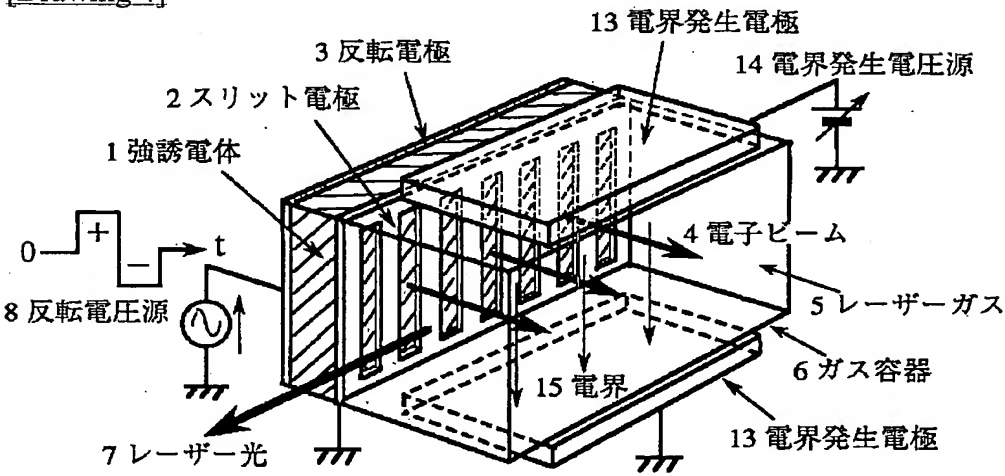 13 電界発生電極
3 反転電極
14 電界発生電圧源
2 スリット電極
1 強誘電体
+
0
t
−
4 電子ビーム
8 反転電圧源
5 レーザーガス
15 電界
6 ガス容器
7 レーザー光
13 電界発生電極